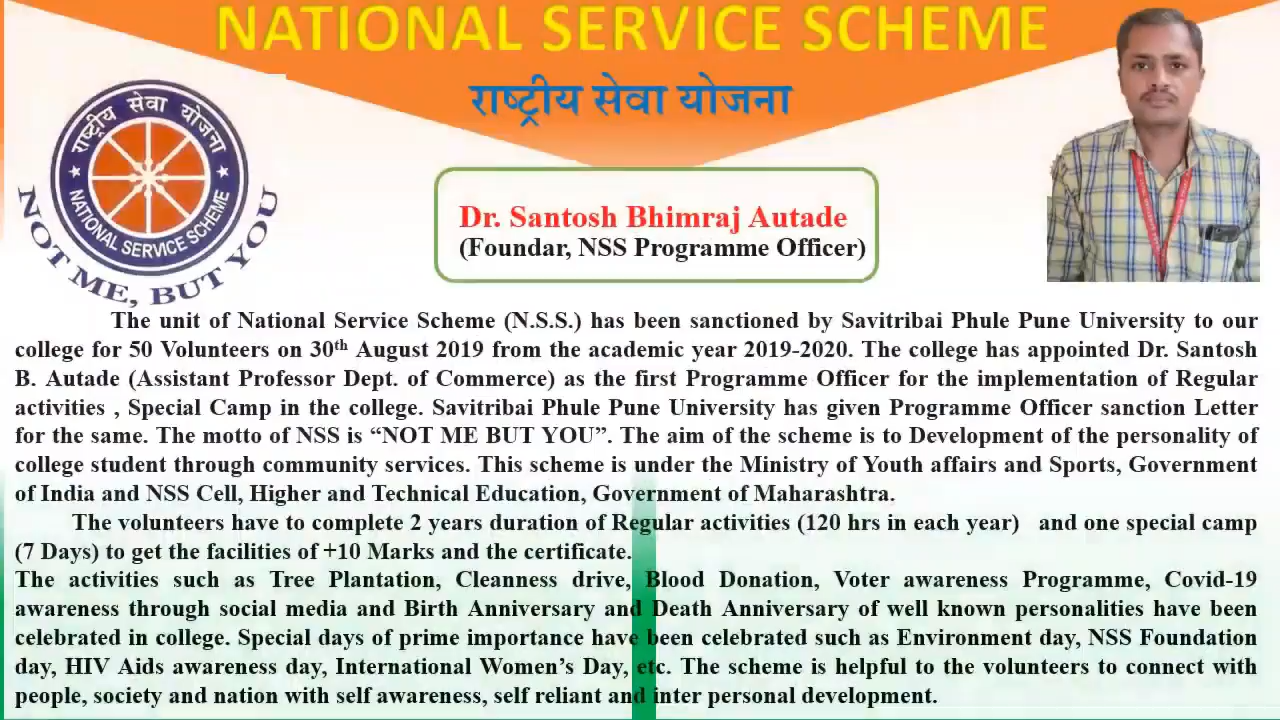 NATIONAL SERVICE SCHEME
राष्ट्रीय सेवा योजना
राष्ट्रीय सेवा योजना
NATIONAL SERVICE SCHEME
NOT ME, BUT YOU
Dr. Santosh Bhimraj Autade
(Foundar, NSS Programme Officer)
The unit of National Service Scheme (N.S.S.) has been sanctioned by Savitribai Phule Pune University to our
college for 50 Volunteers on 30th August 2019 from the academic year 2019-2020. The college has appointed Dr. Santosh
B. Autade (Assistant Professor Dept. of Commerce) as the first Programme Officer for the implementation of Regular
activities , Special Camp in the college. Savitribai Phule Pune University has given Programme Officer sanction Letter
for the same. The motto of NSS is “NOT ME BUT YOU”. The aim of the scheme is to Development of the personality of
college student through community services. This scheme is under the Ministry of Youth affairs and Sports, Government
of India and NSS Cell, Higher and Technical Education, Government of Maharashtra.
The volunteers have to complete 2 years duration of Regular activities (120 hrs in each year) and one special camp
(7 Days) to get the facilities of +10 Marks and the certificate.
The activities such as Tree Plantation, Cleanness drive, Blood Donation, Voter awareness Programme, Covid-19
awareness through social media and Birth Anniversary and Death Anniversary of well known personalities have been
celebrated in college. Special days of prime importance have been celebrated such as Environment day, NSS Foundation
day, HIV Aids awareness day, International Women’s Day, etc. The scheme is helpful to the volunteers to connect with
people, society and nation with self awareness, self reliant and inter personal development.